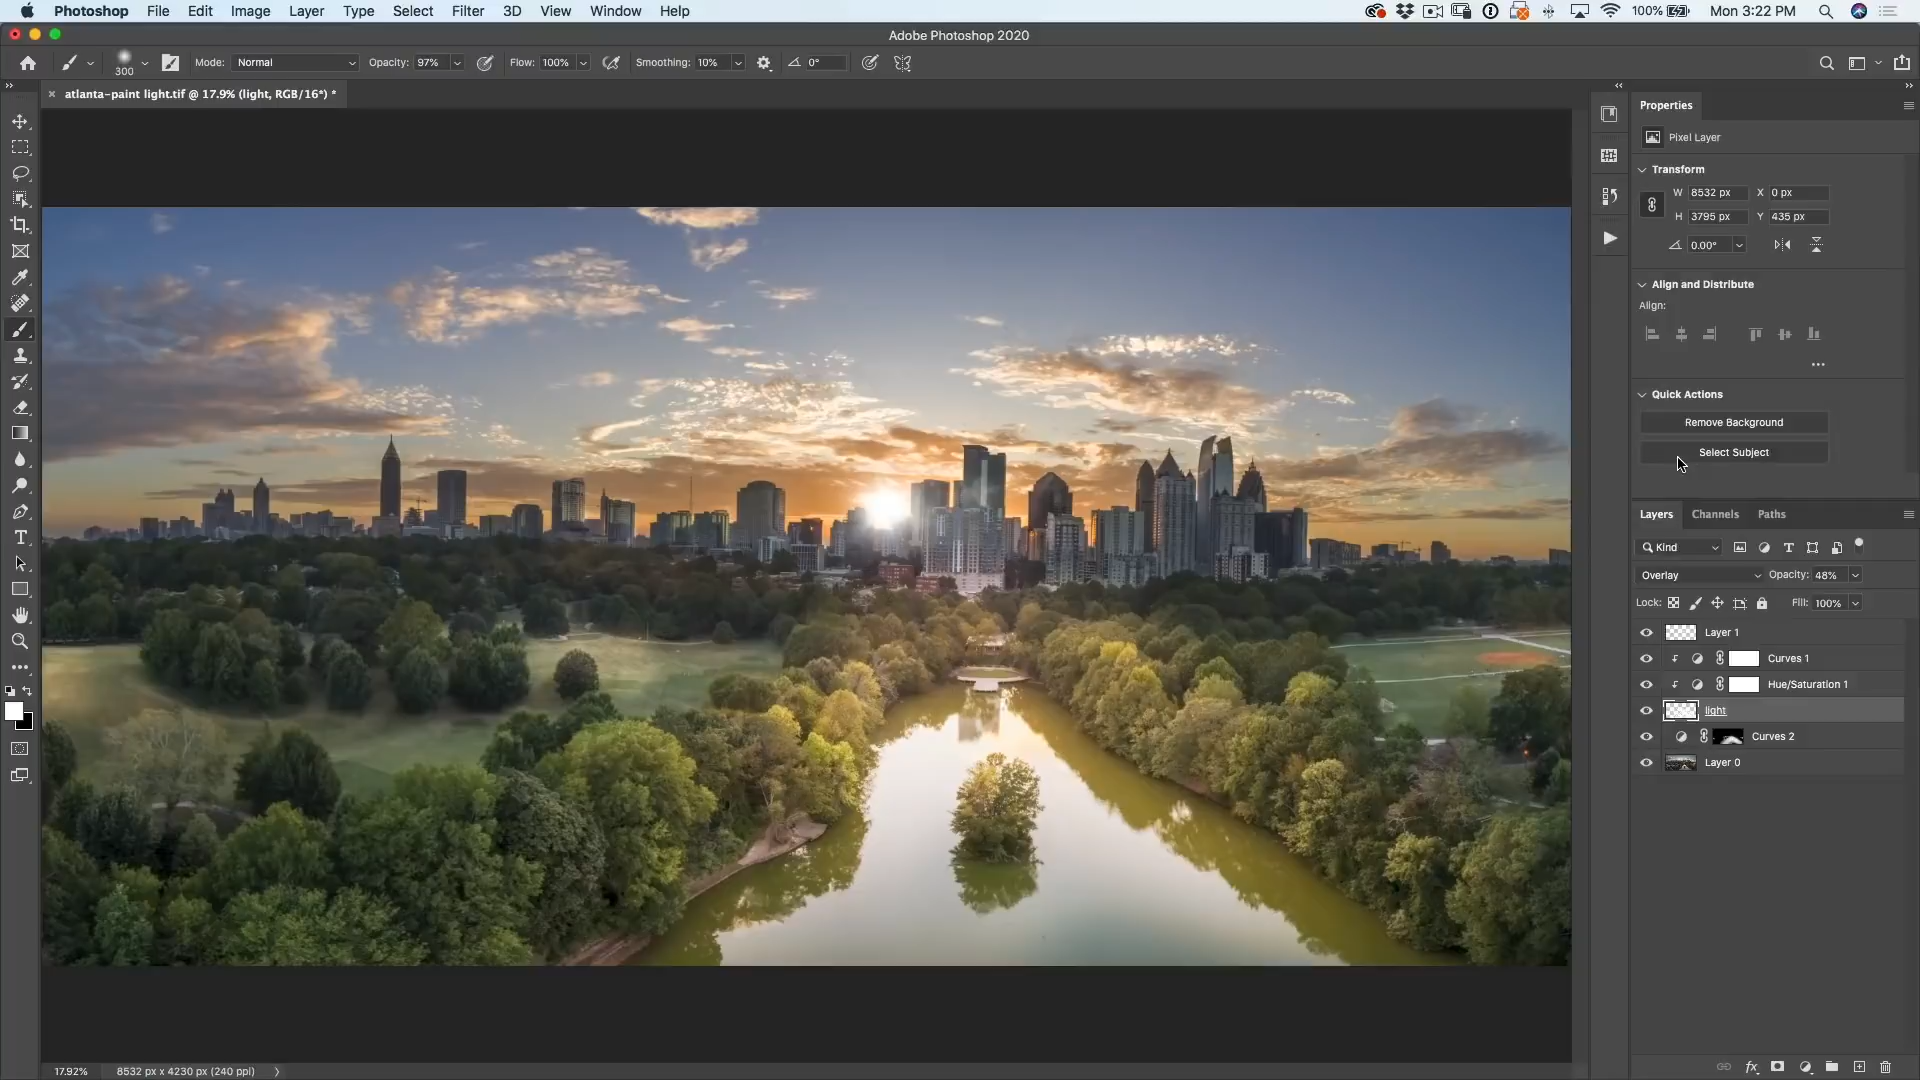 Photoshop File Edit Image Layer Type Select Filter 3D View Window Help 100% Mon 3:22 PM
Adobe Photoshop 2020
300 Mode: Normal Opacity: 97% Flow: 100% Smoothing: 10% 0°
atlanta-paint light.tif @ 17.9% (light, RGB/16*) *
Properties
Pixel Layer
Transform
W 8532 px X 0 px
H 3795 px Y 435 px
0.00°
Align and Distribute
Align:
Quick Actions
Remove Background
Select Subject
Layers Channels Paths
Kind
Overlay Opacity: 48%
Lock: Fill: 100%
Layer 1
Curves 1
Hue/Saturation 1
light
Curves 2
Layer 0
17.92% 8532 px x 4230 px (240 ppi)